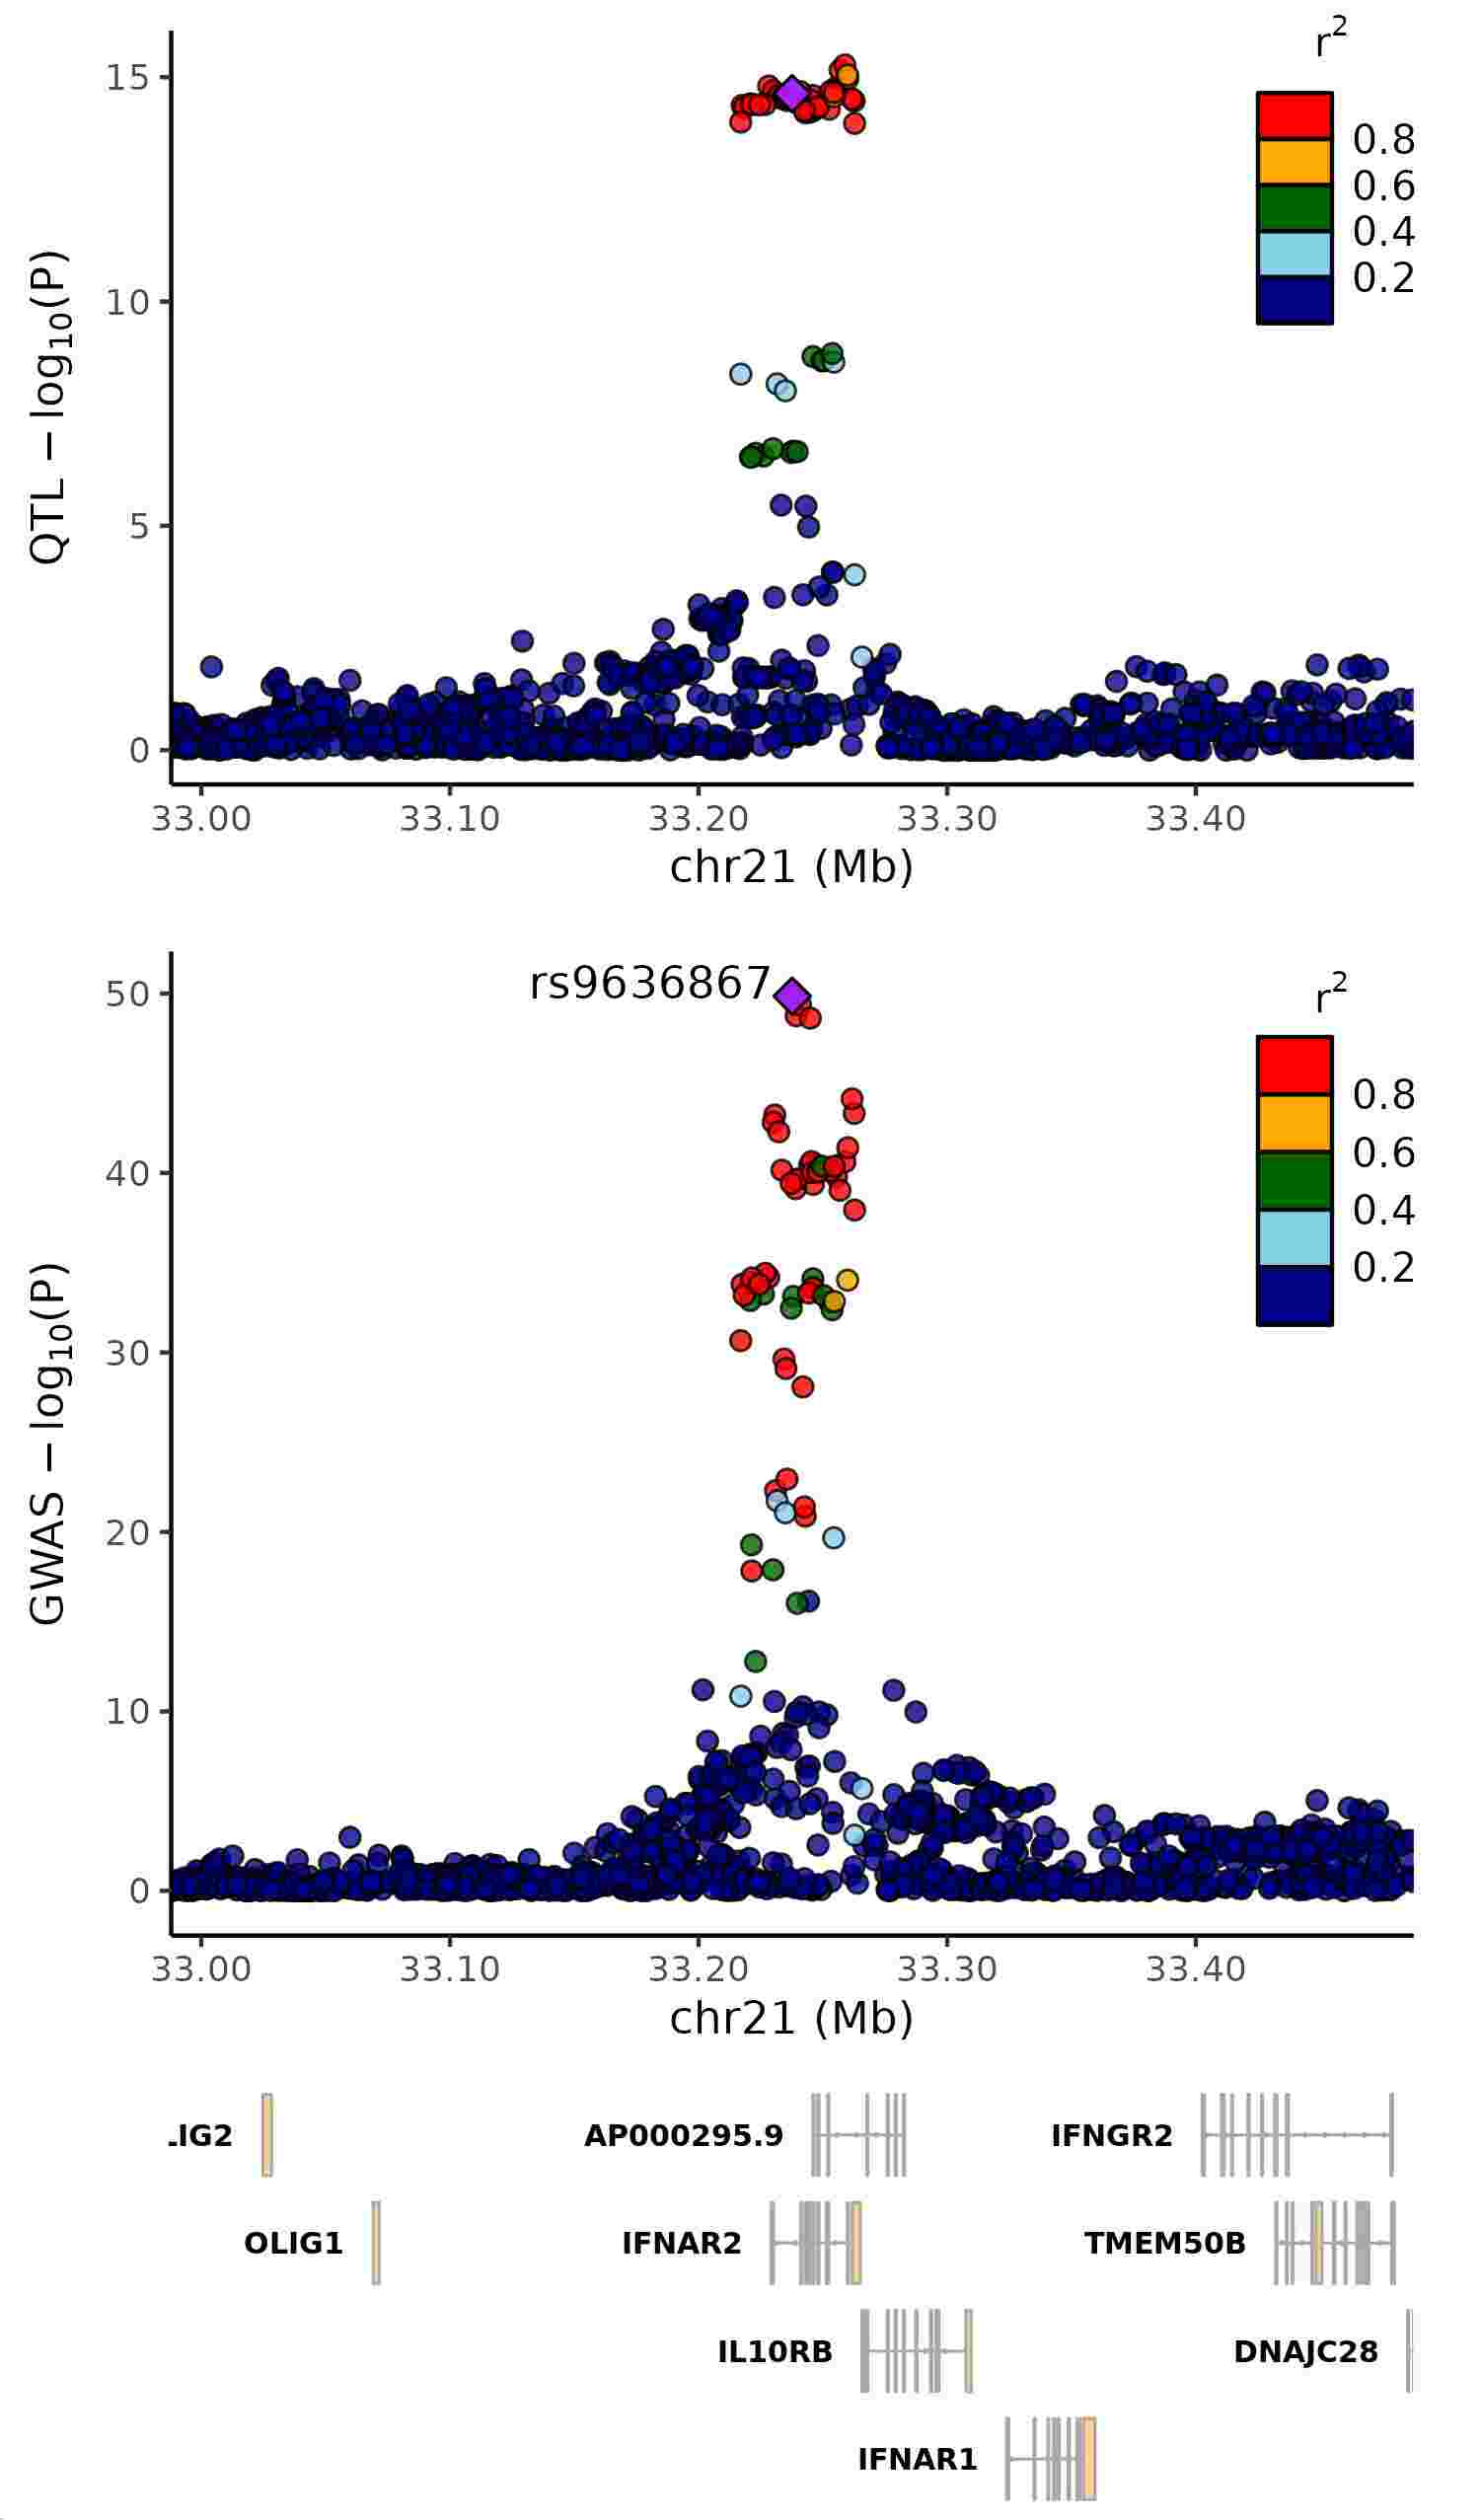 r2
15
10
5
0
0.8
0.6
0.4
0.2
QTL −log10(P)
33.00 33.10 33.20 33.30 33.40
chr21 (Mb)
rs9636867
r2
50
40
30
20
10
0
0.8
0.6
0.4
0.2
GWAS −log10(P)
33.00 33.10 33.20 33.30 33.40
chr21 (Mb)
.IG2 AP000295.9 IFNGR2
OLIG1 IFNAR2 TMEM50B
IL10RB DNAJC28
IFNAR1